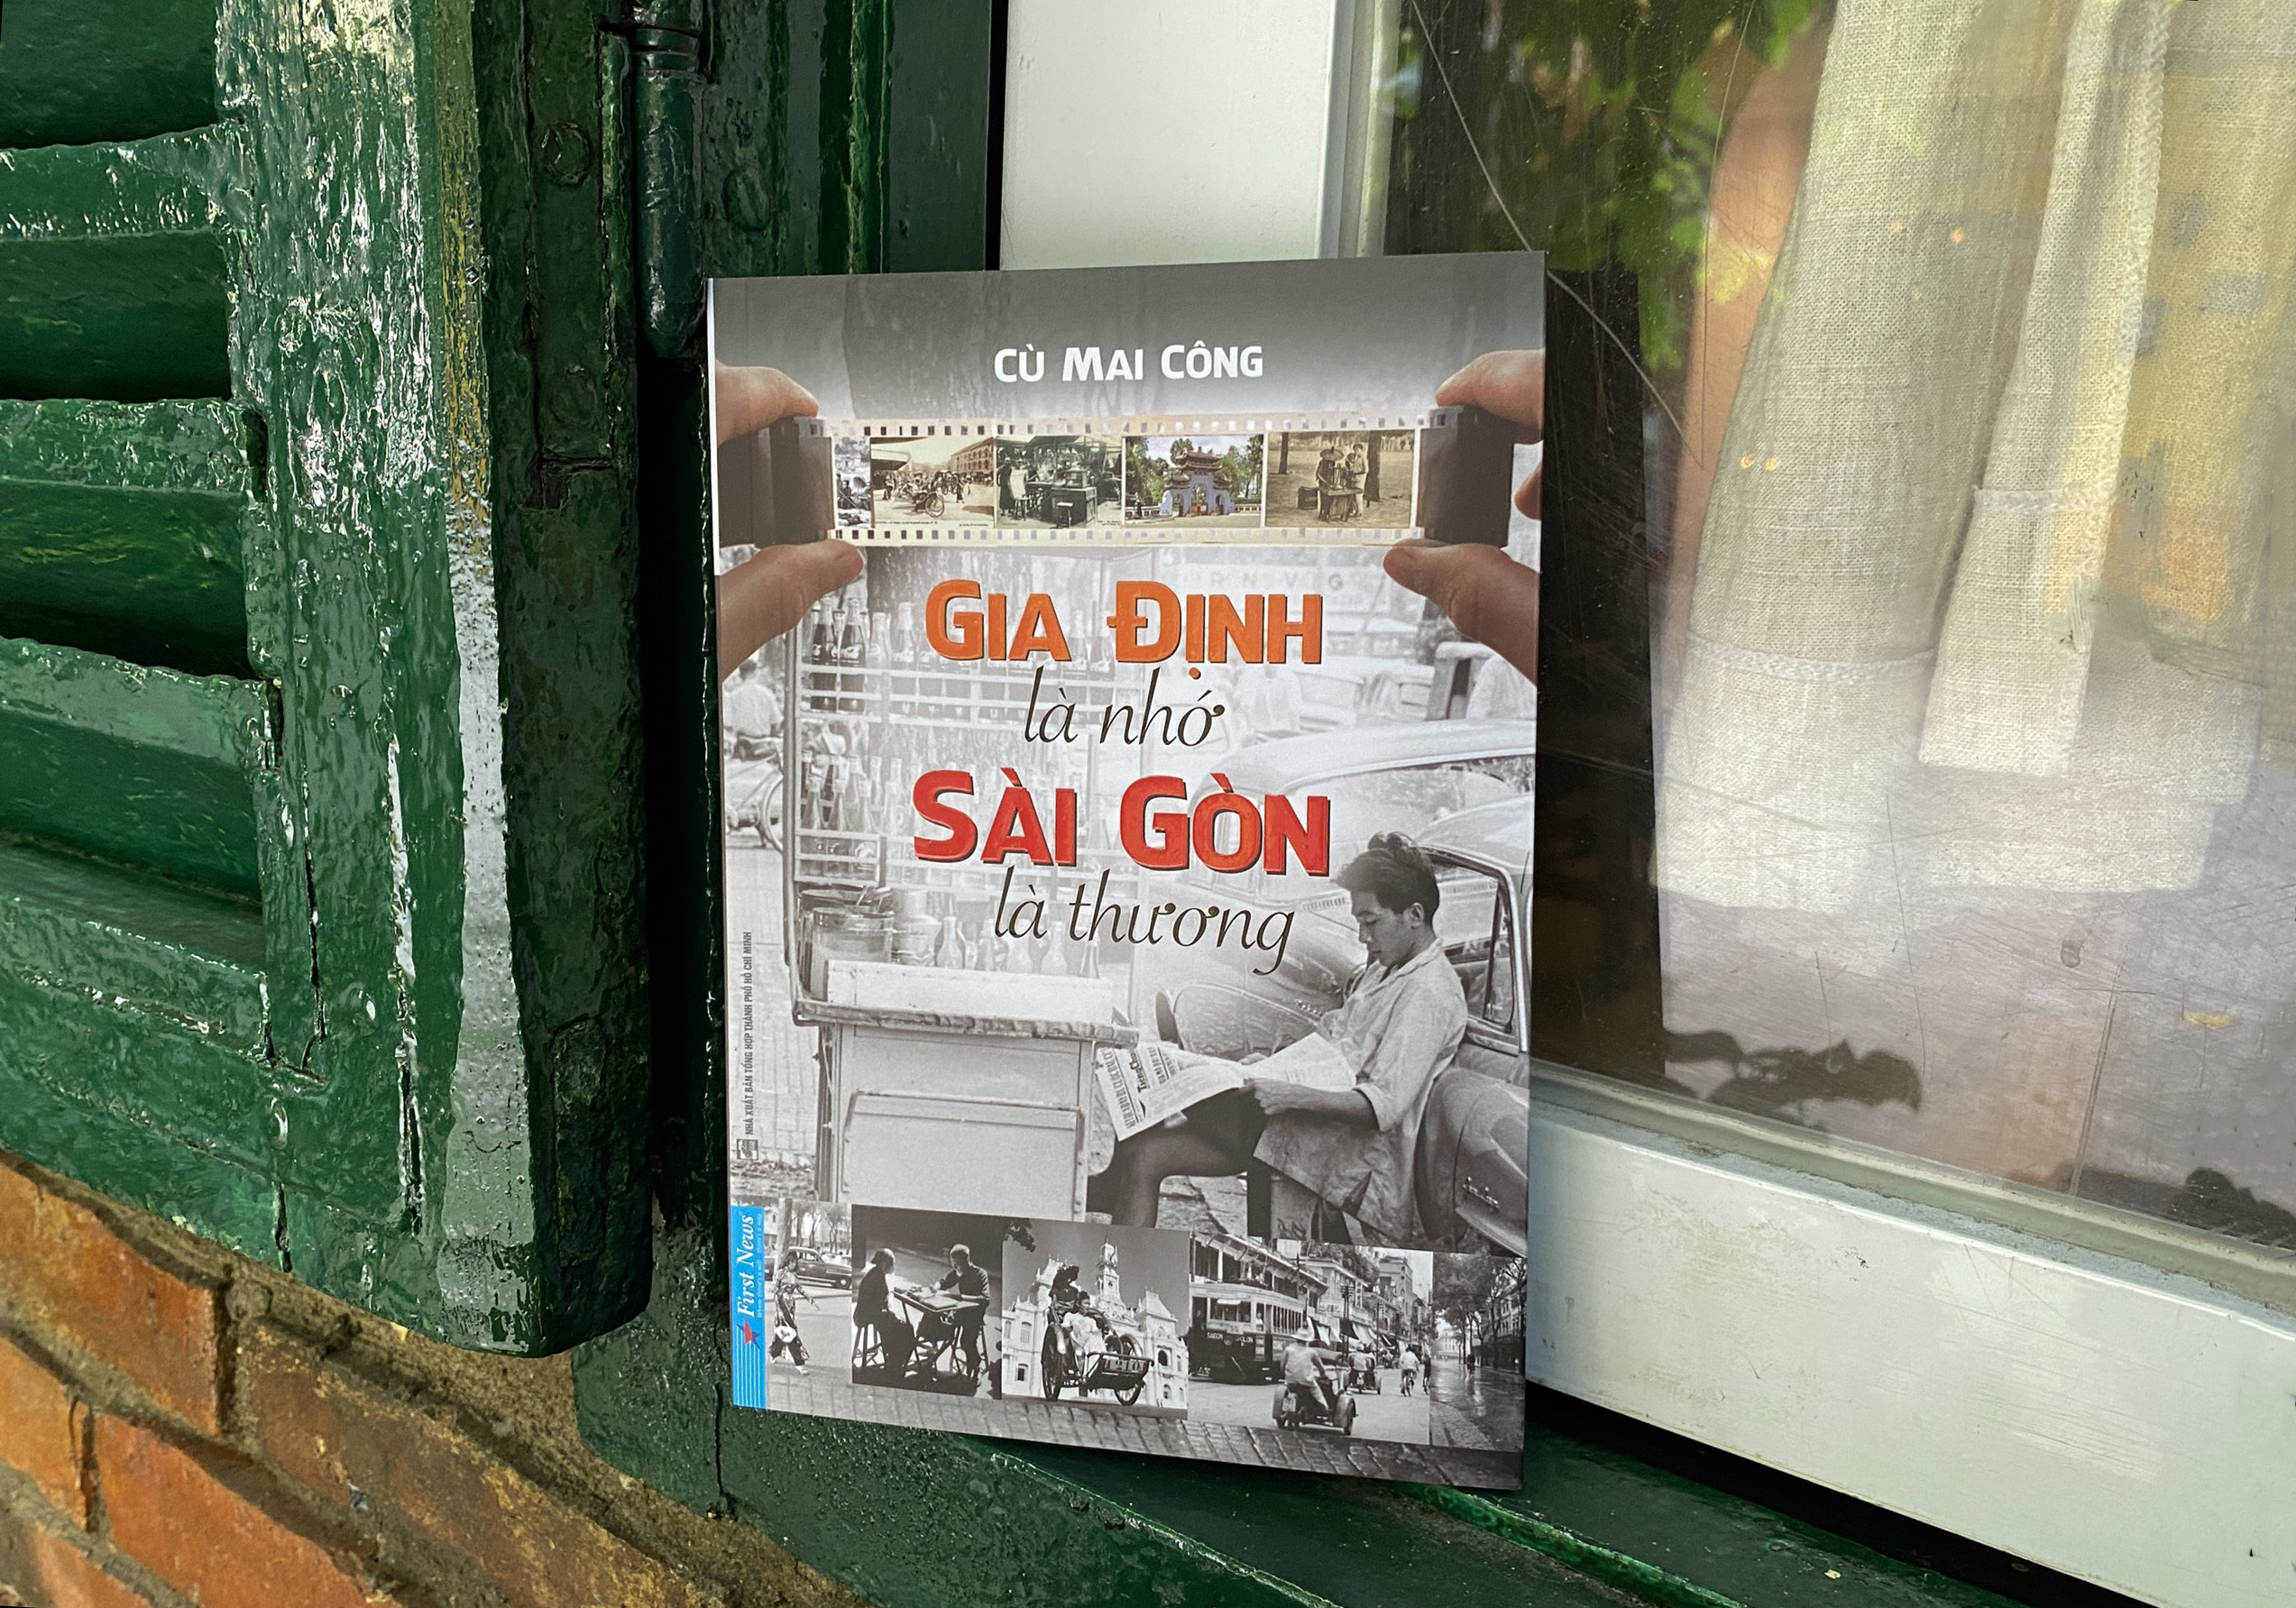 CÙ MAI CÔNG
GIA ĐỊNH
là nhớ
SÀI GÒN
là thương
NHÀ XUẤT BẢN TỔNG HỢP THÀNH PHỐ HỒ CHÍ MINH
First News
1210